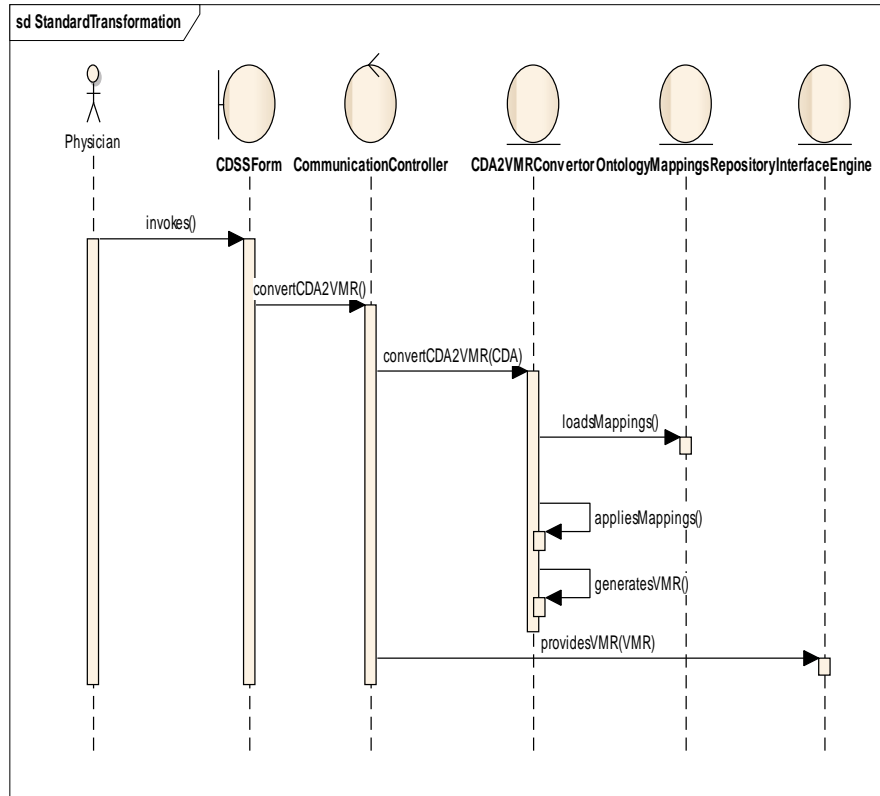 sd StandardTransformation
Physician
CDSSForm
CommunicationController
CDA2VMRConvertor
OntologyMappingsRepository
InterfaceEngine
invokes()
convertCDA2VMR()
convertCDA2VMR(CDA)
loadsMappings()
appliesMappings()
generatesVMR()
providesVMR(VMR)